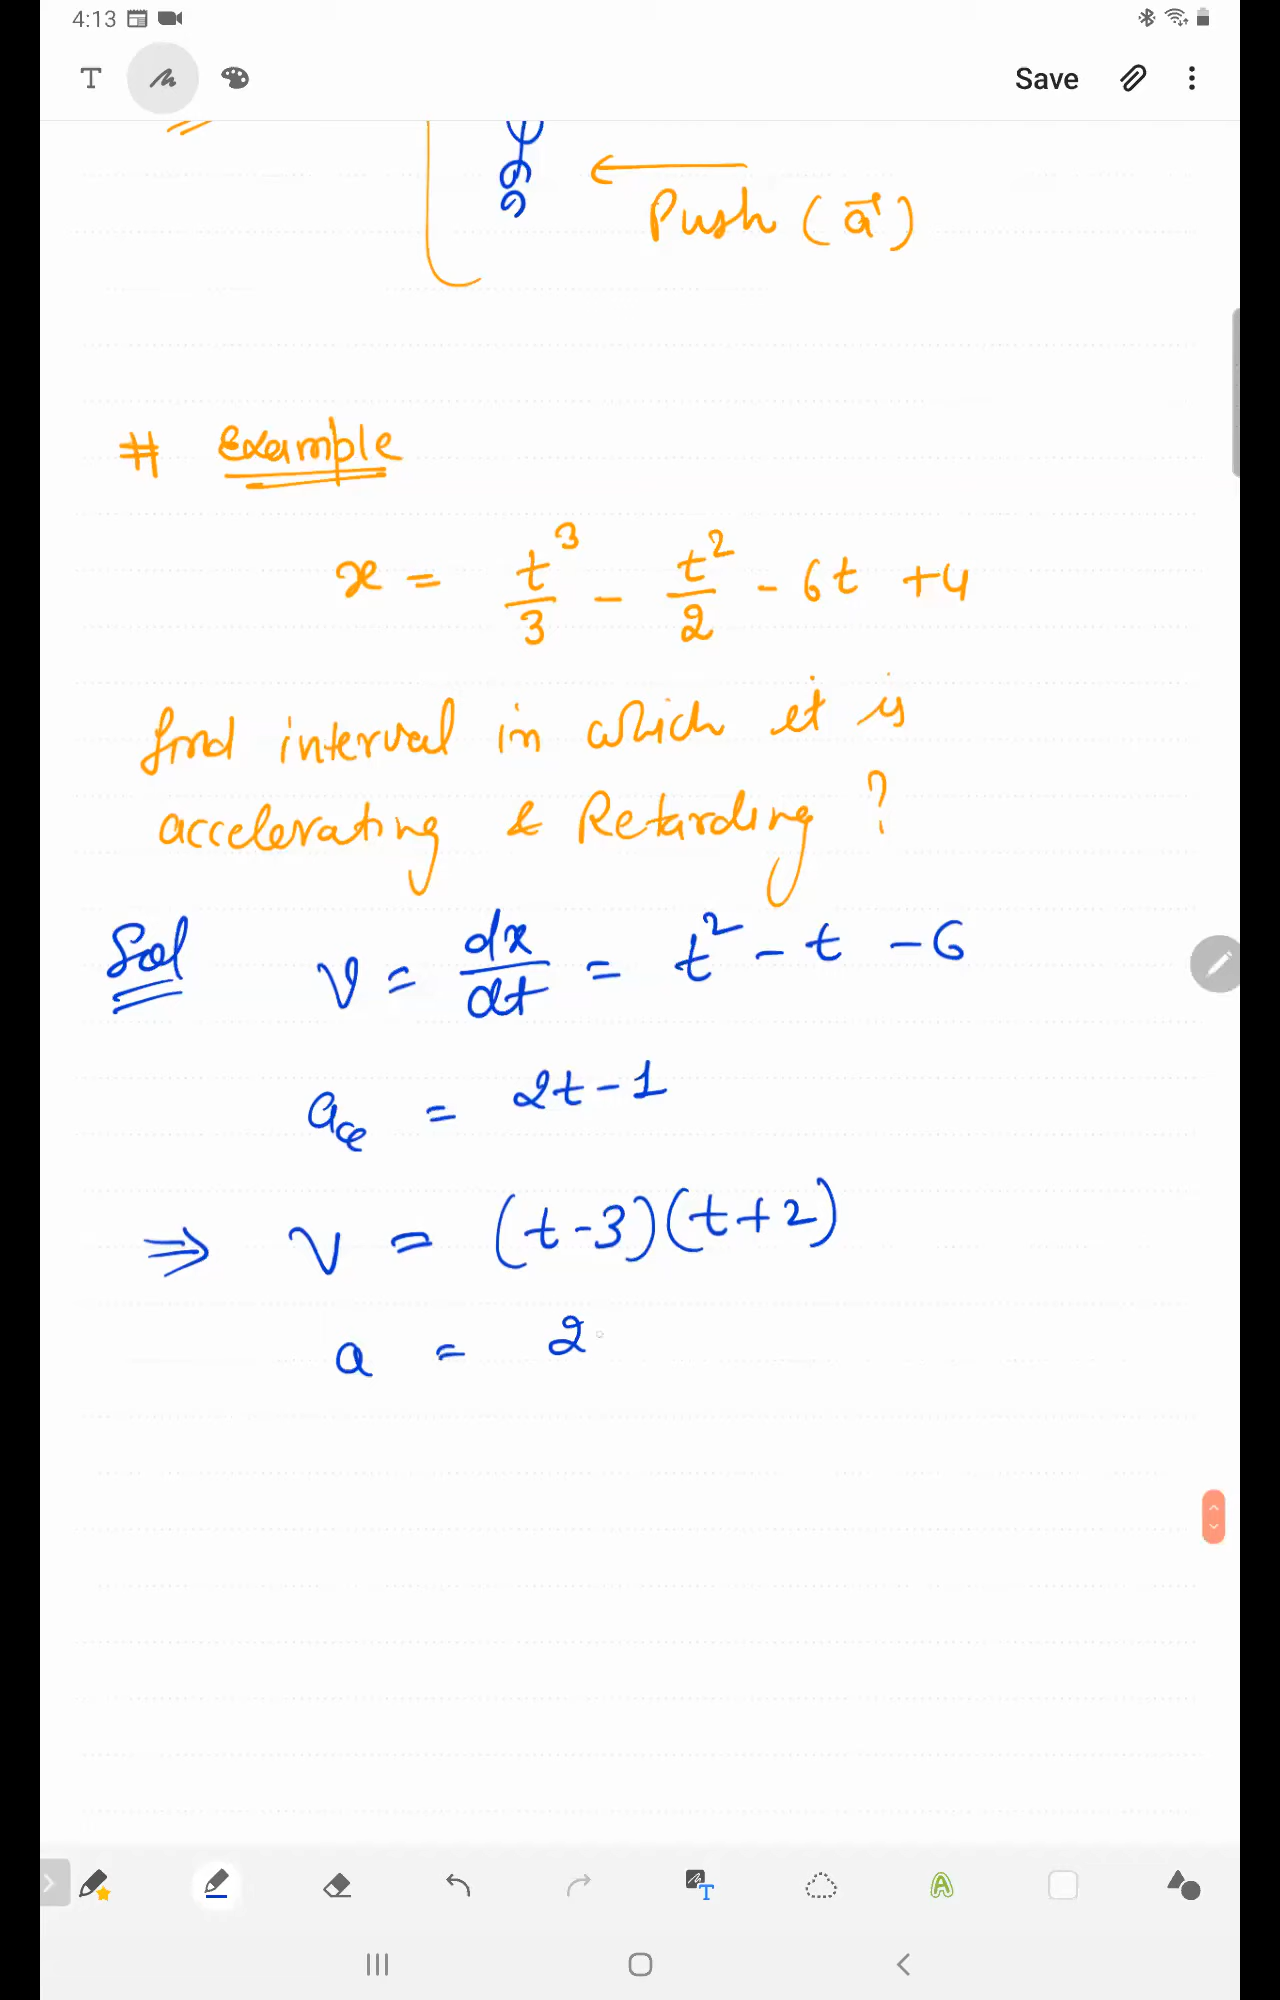 4:13
T
Save
Push (a⃗)
# Example
x = t³/3 - t²/2 - 6t + 4
find interval in which it is
accelerating & Retarding ?
Sol v = dx/dt = t² - t - 6
acc = 2t - 1
⇒ v = (t-3)(t+2)
a = 2
T A